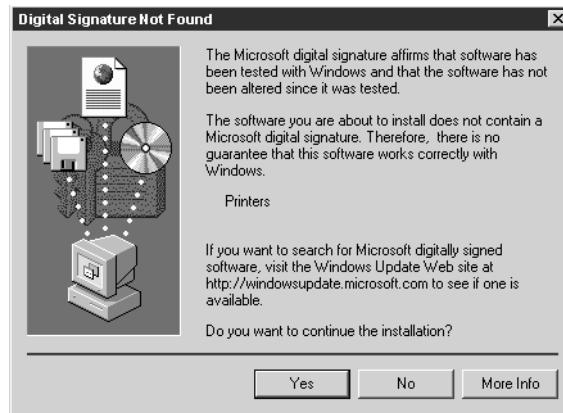 Digital Signature Not Found
The Microsoft digital signature affirms that software has
been tested with Windows and that the software has not
been altered since it was tested.
The software you are about to install does not contain a
Microsoft digital signature. Therefore, there is no
guarantee that this software works correctly with
Windows.
Printers
If you want to search for Microsoft digitally signed
software, visit the Windows Update Web site at
http://windowsupdate.microsoft.com to see if one is
available.
Do you want to continue the installation?
Yes
No
More Info